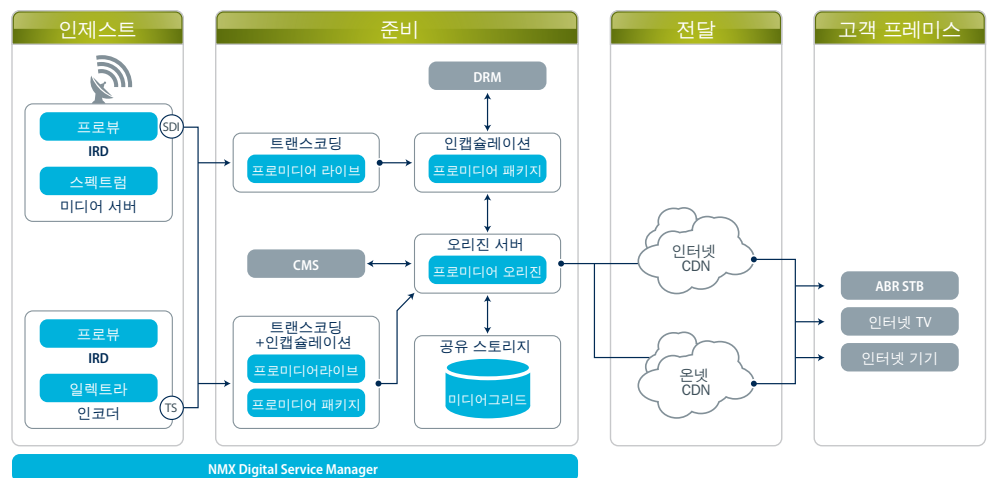 인제스트
준비
전달
고객 프레미스
프로뷰
SDI
IRD
스펙트럼
미디어 서버
프로뷰
IRD
일렉트라
인코더
TS
DRM
트랜스코딩
프로미디어 라이브
인캡슐레이션
프로미디어 패키지
CMS
오리진 서버
프로미디어 오리진
트랜스코딩
+인캡슐레이션
프로미디어라이브
프로미디어 패키지
공유 스토리지
미디어그리드
인터넷
CDN
온넷
CDN
ABR STB
인터넷 TV
인터넷 기기
NMX Digital Service Manager